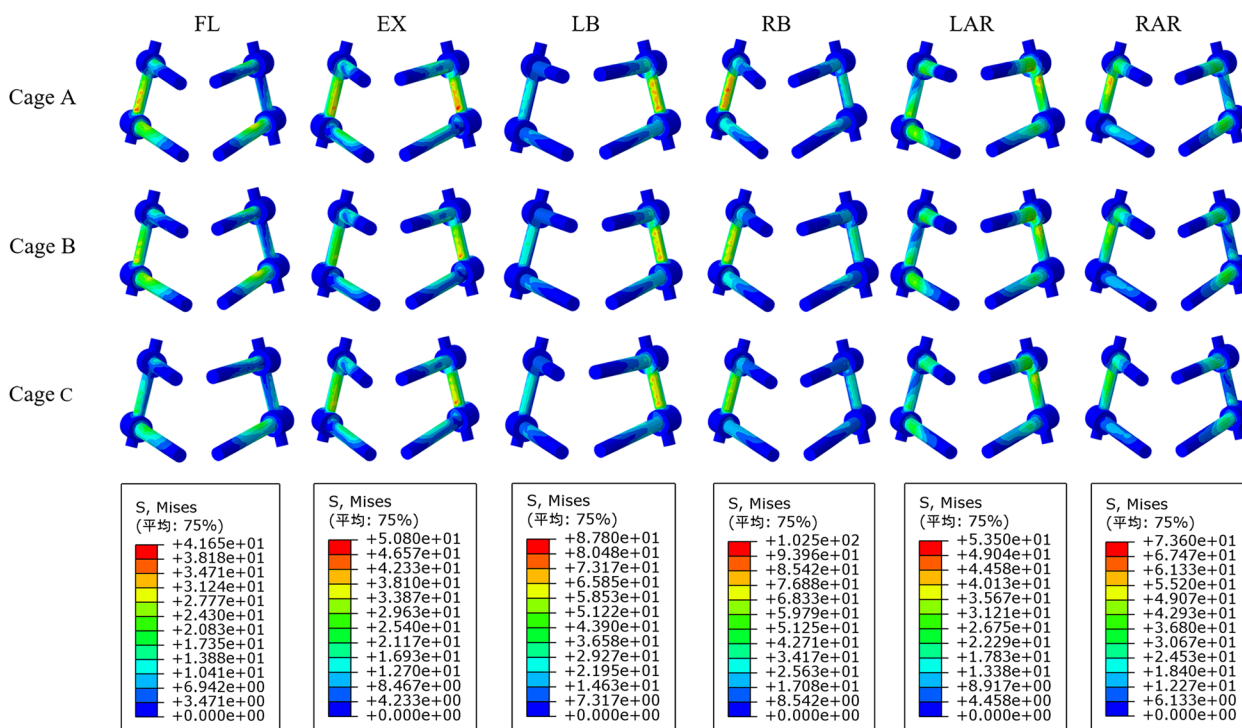 FL EX LB RB LAR RAR
Cage A
Cage B
Cage C
S, Mises
(平均: 75%)
+4.165e+01
+3.818e+01
+3.471e+01
+3.124e+01
+2.777e+01
+2.430e+01
+2.083e+01
+1.735e+01
+1.388e+01
+1.041e+01
+6.942e+00
+3.471e+00
+0.000e+00
S, Mises
(平均: 75%)
+5.080e+01
+4.657e+01
+4.233e+01
+3.810e+01
+3.387e+01
+2.963e+01
+2.540e+01
+2.117e+01
+1.693e+01
+1.270e+01
+8.467e+00
+4.233e+00
+0.000e+00
S, Mises
(平均: 75%)
+8.780e+01
+8.048e+01
+7.317e+01
+6.585e+01
+5.853e+01
+5.122e+01
+4.390e+01
+3.658e+01
+2.927e+01
+2.195e+01
+1.463e+01
+7.317e+00
+0.000e+00
S, Mises
(平均: 75%)
+1.025e+02
+9.396e+01
+8.542e+01
+7.688e+01
+6.833e+01
+5.979e+01
+5.125e+01
+4.271e+01
+3.417e+01
+2.563e+01
+1.708e+01
+8.542e+00
+0.000e+00
S, Mises
(平均: 75%)
+5.350e+01
+4.904e+01
+4.458e+01
+4.013e+01
+3.567e+01
+3.121e+01
+2.675e+01
+2.229e+01
+1.783e+01
+1.338e+01
+8.917e+00
+4.458e+00
+0.000e+00
S, Mises
(平均: 75%)
+7.360e+01
+6.747e+01
+6.133e+01
+5.520e+01
+4.907e+01
+4.293e+01
+3.680e+01
+3.067e+01
+2.453e+01
+1.840e+01
+1.227e+01
+6.133e+00
+0.000e+00